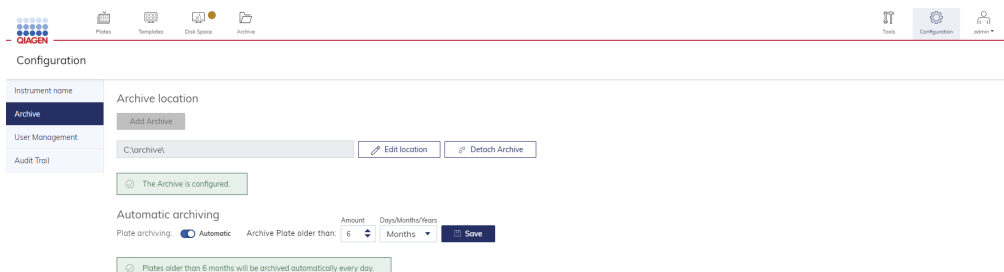 Plates Templates Disk Space Archive Tools Configuration admin
QIAGEN
Configuration
Instrument name
Archive
User Management
Audit Trail
Archive location
Add Archive
C:\archive\ Edit location Detach Archive
The Archive is configured.
Automatic archiving
Amount Days/Months/Years
Plate archiving: Automatic Archive Plate older than: 6 Months Save
Plates older than 6 months will be archived automatically every day.